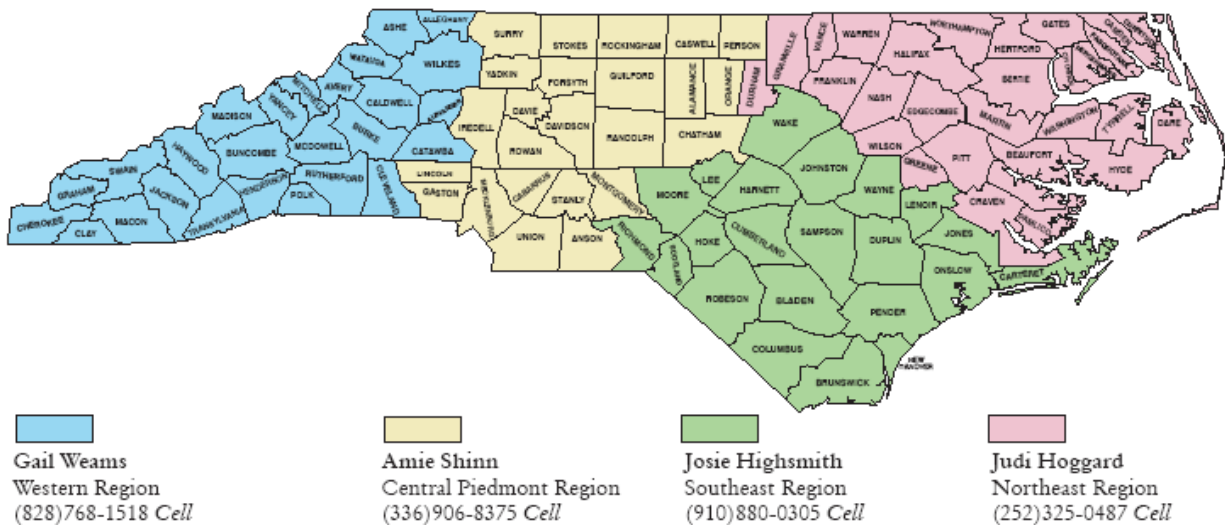 ASHE
ALLEGHANY
SURRY
STOKES
ROCKINGHAM
CASWELL
PERSON
GRANVILLE
VANCE
WARREN
NORTHAMPTON
GATES
HERTFORD
HALIFAX
WATAUGA
WILKES
YADKIN
FORSYTH
GUILFORD
ALAMANCE
ORANGE
DURHAM
FRANKLIN
BERTIE
MITCHELL
AVERY
CALDWELL
YANCEY
MADISON
IREDELL
DAVIE
DAVIDSON
RANDOLPH
CHATHAM
WAKE
NASH
EDGECOMBE
MARTIN
WASHINGTON
TYRRELL
DARE
BURKE
CATAWBA
ROWAN
HAYWOOD
BUNCOMBE
MCDOWELL
JOHNSTON
WILSON
GREENE
PITT
BEAUFORT
HYDE
SWAIN
GRAHAM
JACKSON
HENDERSON
RUTHERFORD
POLK
CLEVELAND
LINCOLN
GASTON
MECKLENBURG
CABARRUS
STANLY
MONTGOMERY
MOORE
LEE
HARNETT
WAYNE
LENOIR
CRAVEN
PAMLICO
CHEROKEE
CLAY
MACON
TRANSYLVANIA
UNION
ANSON
RICHMOND
SCOTLAND
HOKE
CUMBERLAND
SAMPSON
DUPLIN
JONES
ONSLOW
CARTERET
ROBESON
BLADEN
PENDER
COLUMBUS
BRUNSWICK
NEW
HANOVER
Gail Weams
Western Region
(828)768-1518 Cell
Amie Shinn
Central Piedmont Region
(336)906-8375 Cell
Josie Highsmith
Southeast Region
(910)880-0305 Cell
Judi Hoggard
Northeast Region
(252)325-0487 Cell